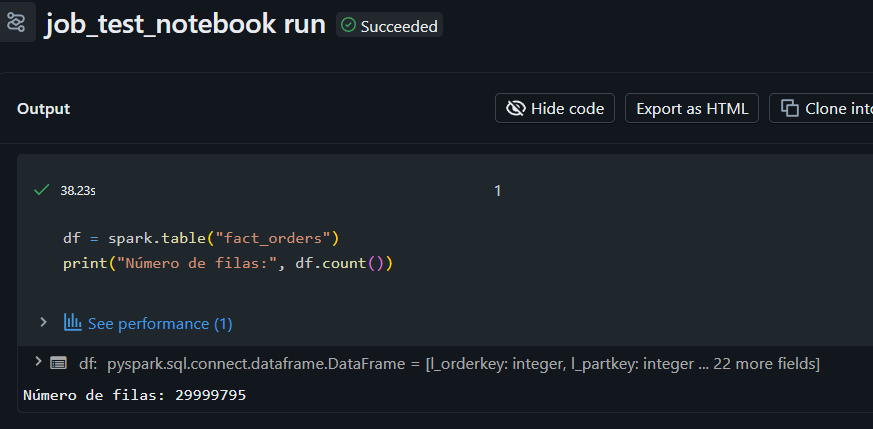 job_test_notebook run Succeeded
Output Hide code Export as HTML Clone
38.23s 1
df = spark.table("fact_orders")
print("Número de filas:", df.count())
See performance (1)
df: pyspark.sql.connect.dataframe.DataFrame = [l_orderkey: integer, l_partkey: integer ... 22 more fields]
Número de filas: 29999795